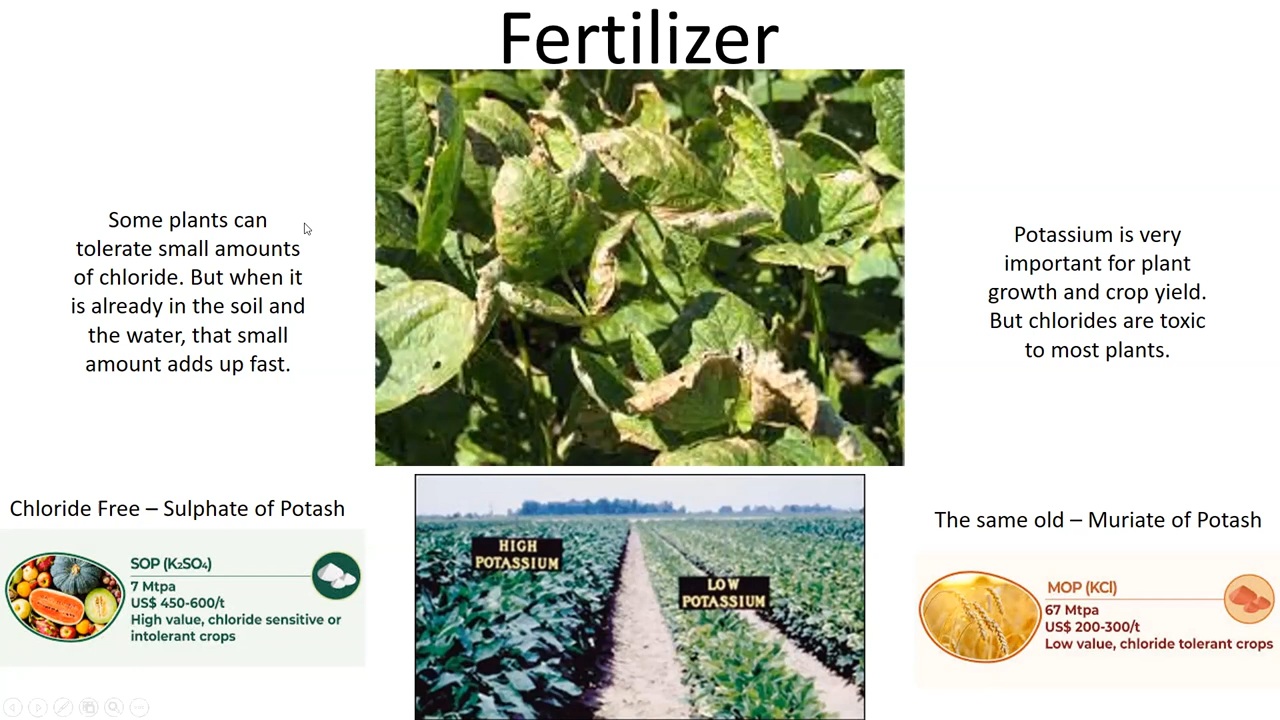 Fertilizer
Some plants can
tolerate small amounts
of chloride. But when it
is already in the soil and
the water, that small
amount adds up fast.
Potassium is very
important for plant
growth and crop yield.
But chlorides are toxic
to most plants.
Chloride Free – Sulphate of Potash
SOP (K₂SO₄)
7 Mtpa
US$ 450-600/t
High value, chloride sensitive or
intolerant crops
HIGH
POTASSIUM
LOW
POTASSIUM
The same old – Muriate of Potash
MOP (KCl)
67 Mtpa
US$ 200-300/t
Low value, chloride tolerant crops